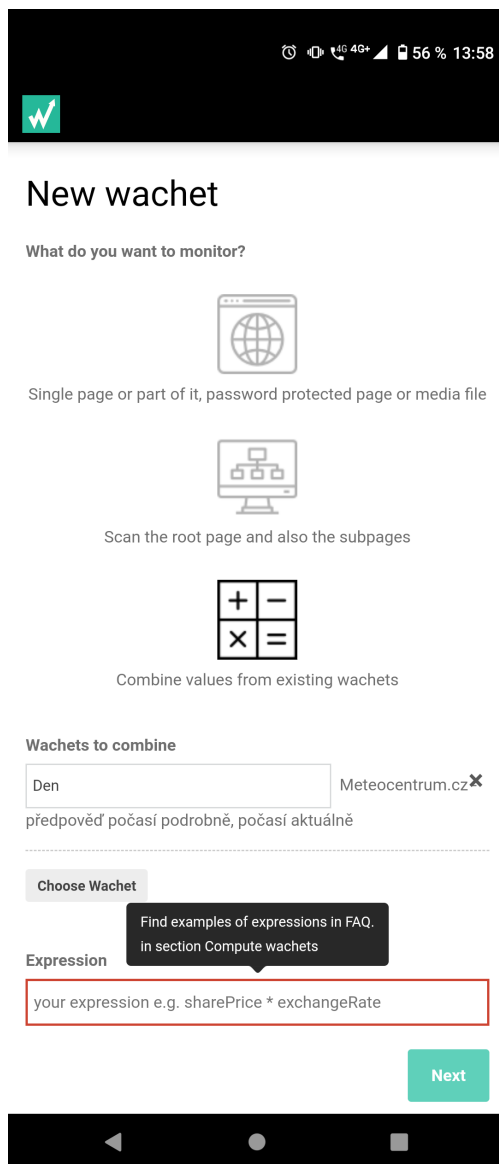 4G 4G+ 56 % 13:58
New wachet
What do you want to monitor?
Single page or part of it, password protected page or media file
Scan the root page and also the subpages
Combine values from existing wachets
Wachets to combine
Den Meteocentrum.cz
předpověď počasí podrobně, počasí aktuálně
Choose Wachet
Find examples of expressions in FAQ.
in section Compute wachets
Expression
your expression e.g. sharePrice * exchangeRate
Next